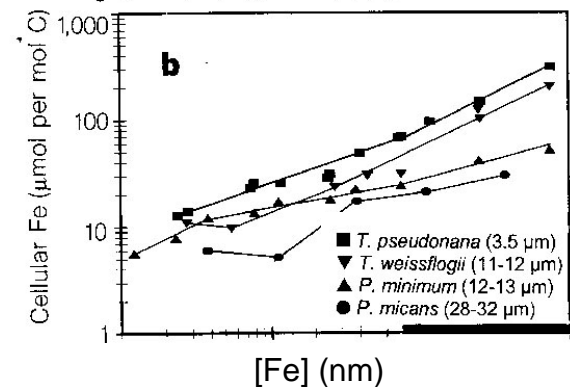 1,000
b
100
10
1
Cellular Fe (µmol per mol C)
T. pseudonana (3.5 µm)
T. weissflogii (11-12 µm)
P. minimum (12-13 µm)
P. micans (28-32 µm)
[Fe] (nm)